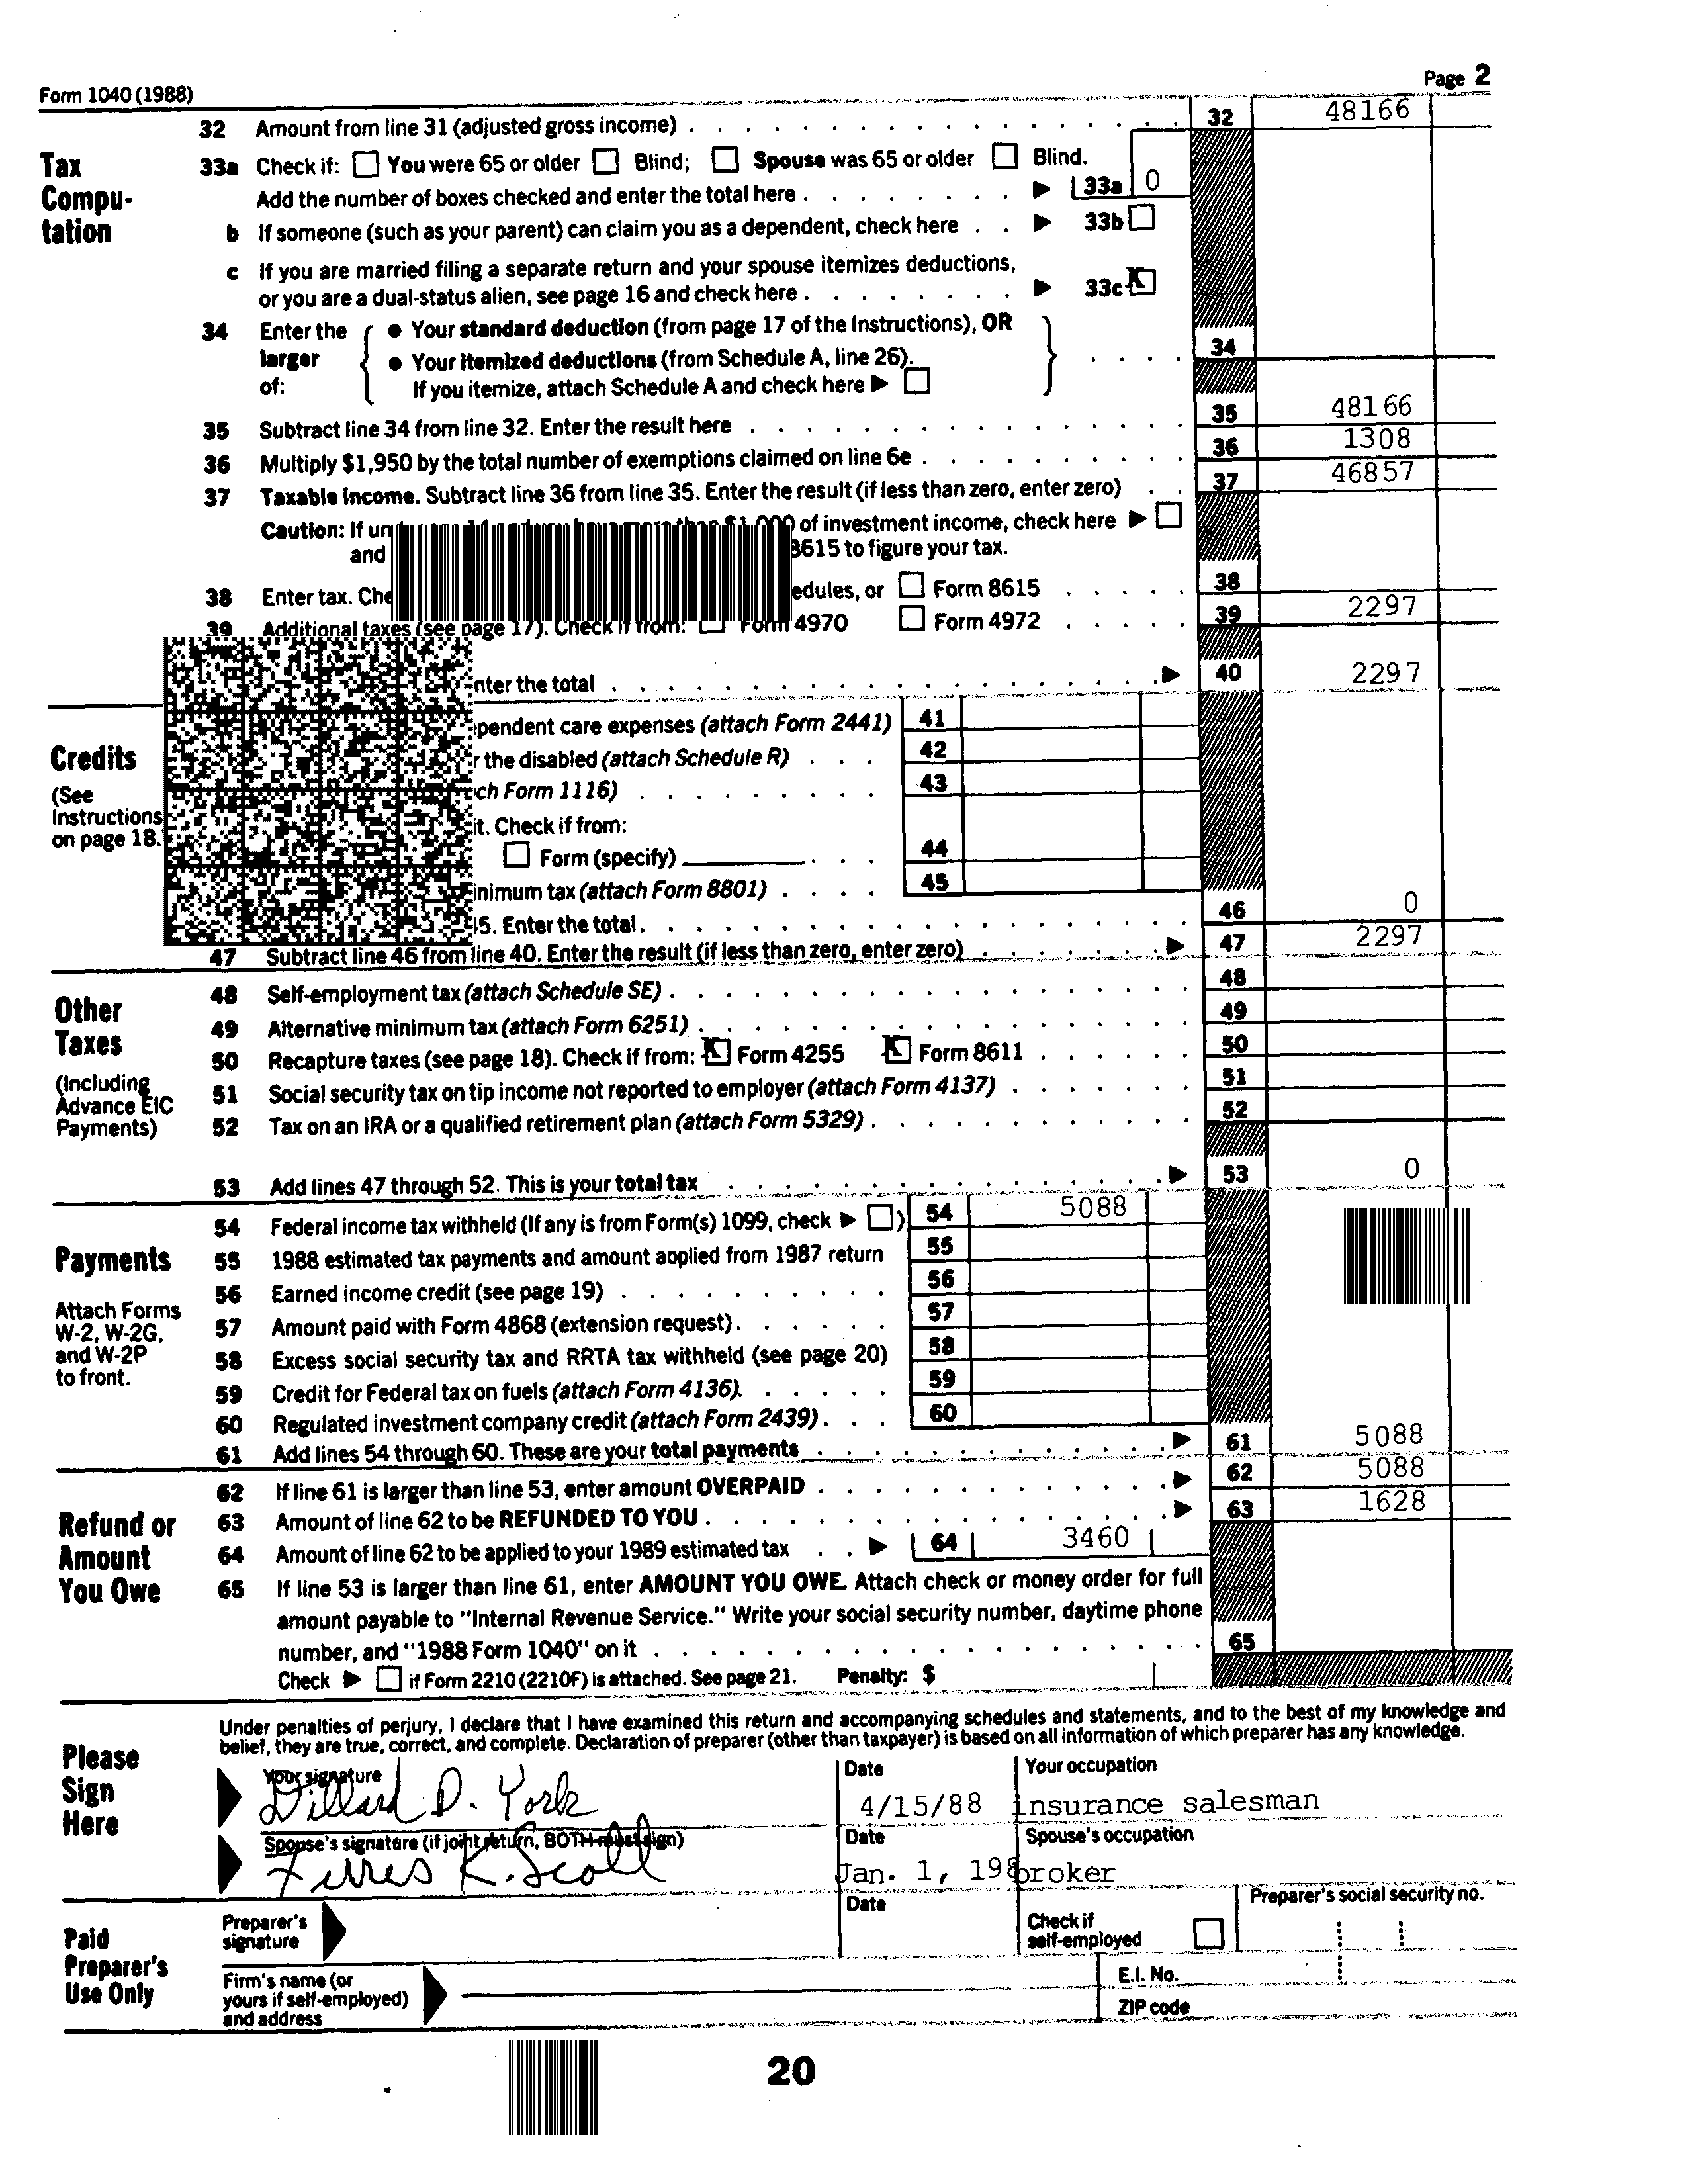 Form 1040 (1988)
Page 2
32 Amount from line 31 (adjusted gross income) 32 48166
Tax Compu-tation
33a Check if: You were 65 or older Blind; Spouse was 65 or older Blind.
Add the number of boxes checked and enter the total here 33a 0
b If someone (such as your parent) can claim you as a dependent, check here 33b
c If you are married filing a separate return and your spouse itemizes deductions,
or you are a dual-status alien, see page 16 and check here 33c X
34 Enter the larger of: { • Your standard deduction (from page 17 of the Instructions), OR
• Your itemized deductions (from Schedule A, line 26). } 34
If you itemize, attach Schedule A and check here
35 Subtract line 34 from line 32. Enter the result here 35 48166
36 Multiply $1,950 by the total number of exemptions claimed on line 6e 36 1308
37 Taxable income. Subtract line 36 from line 35. Enter the result (if less than zero, enter zero) 37 46857
Caution: If of investment income, check here
and 8615 to figure your tax.
38 Enter tax. or Form 8615 38
39 Additional taxes (see page 17). Check if from: Form 4970 Form 4972 39 2297
the total 40 2297
Credits
(See Instructions on page 18.
care expenses (attach Form 2441) 41
the disabled (attach Schedule R) 42
Form 1116) 43
Check if from:
Form (specify) 44
tax (attach Form 8801) 45
Enter the total. 46 0
47 Subtract line 46 from line 40. Enter the result (if less than zero, enter zero) 47 2297
Other Taxes
(Including Advance EIC Payments)
48 Self-employment tax (attach Schedule SE) 48
49 Alternative minimum tax (attach Form 6251) 49
50 Recapture taxes (see page 18). Check if from: X Form 4255 X Form 8611 50
51 Social security tax on tip income not reported to employer (attach Form 4137) 51
52 Tax on an IRA or a qualified retirement plan (attach Form 5329) 52
53 Add lines 47 through 52. This is your total tax 53 0
Payments
Attach Forms W-2, W-2G, and W-2P to front.
54 Federal income tax withheld (If any is from Form(s) 1099, check ) 54 5088
55 1988 estimated tax payments and amount applied from 1987 return 55
56 Earned income credit (see page 19) 56
57 Amount paid with Form 4868 (extension request) 57
58 Excess social security tax and RRTA tax withheld (see page 20) 58
59 Credit for Federal tax on fuels (attach Form 4136) 59
60 Regulated investment company credit (attach Form 2439) 60
61 Add lines 54 through 60. These are your total payments 61 5088
Refund or Amount You Owe
62 If line 61 is larger than line 53, enter amount OVERPAID 62 5088
63 Amount of line 62 to be REFUNDED TO YOU 63 1628
64 Amount of line 62 to be applied to your 1989 estimated tax 64 3460
65 If line 53 is larger than line 61, enter AMOUNT YOU OWE. Attach check or money order for full
amount payable to "Internal Revenue Service." Write your social security number, daytime phone
number, and "1988 Form 1040" on it 65
Check if Form 2210 (2210F) is attached. See page 21. Penalty: $
Please Sign Here
Under penalties of perjury, I declare that I have examined this return and accompanying schedules and statements, and to the best of my knowledge and
belief, they are true, correct, and complete. Declaration of preparer (other than taxpayer) is based on all information of which preparer has any knowledge.
Your signature Date Your occupation
Dillard D. York 4/15/88 insurance salesman
Spouse's signature (if joint return, BOTH must sign) Date Spouse's occupation
K. Scott Jan. 1, 198 broker
Paid Preparer's Use Only
Preparer's signature Date Check if self-employed Preparer's social security no.
Firm's name (or yours if self-employed) and address E.I. No.
ZIP code
20